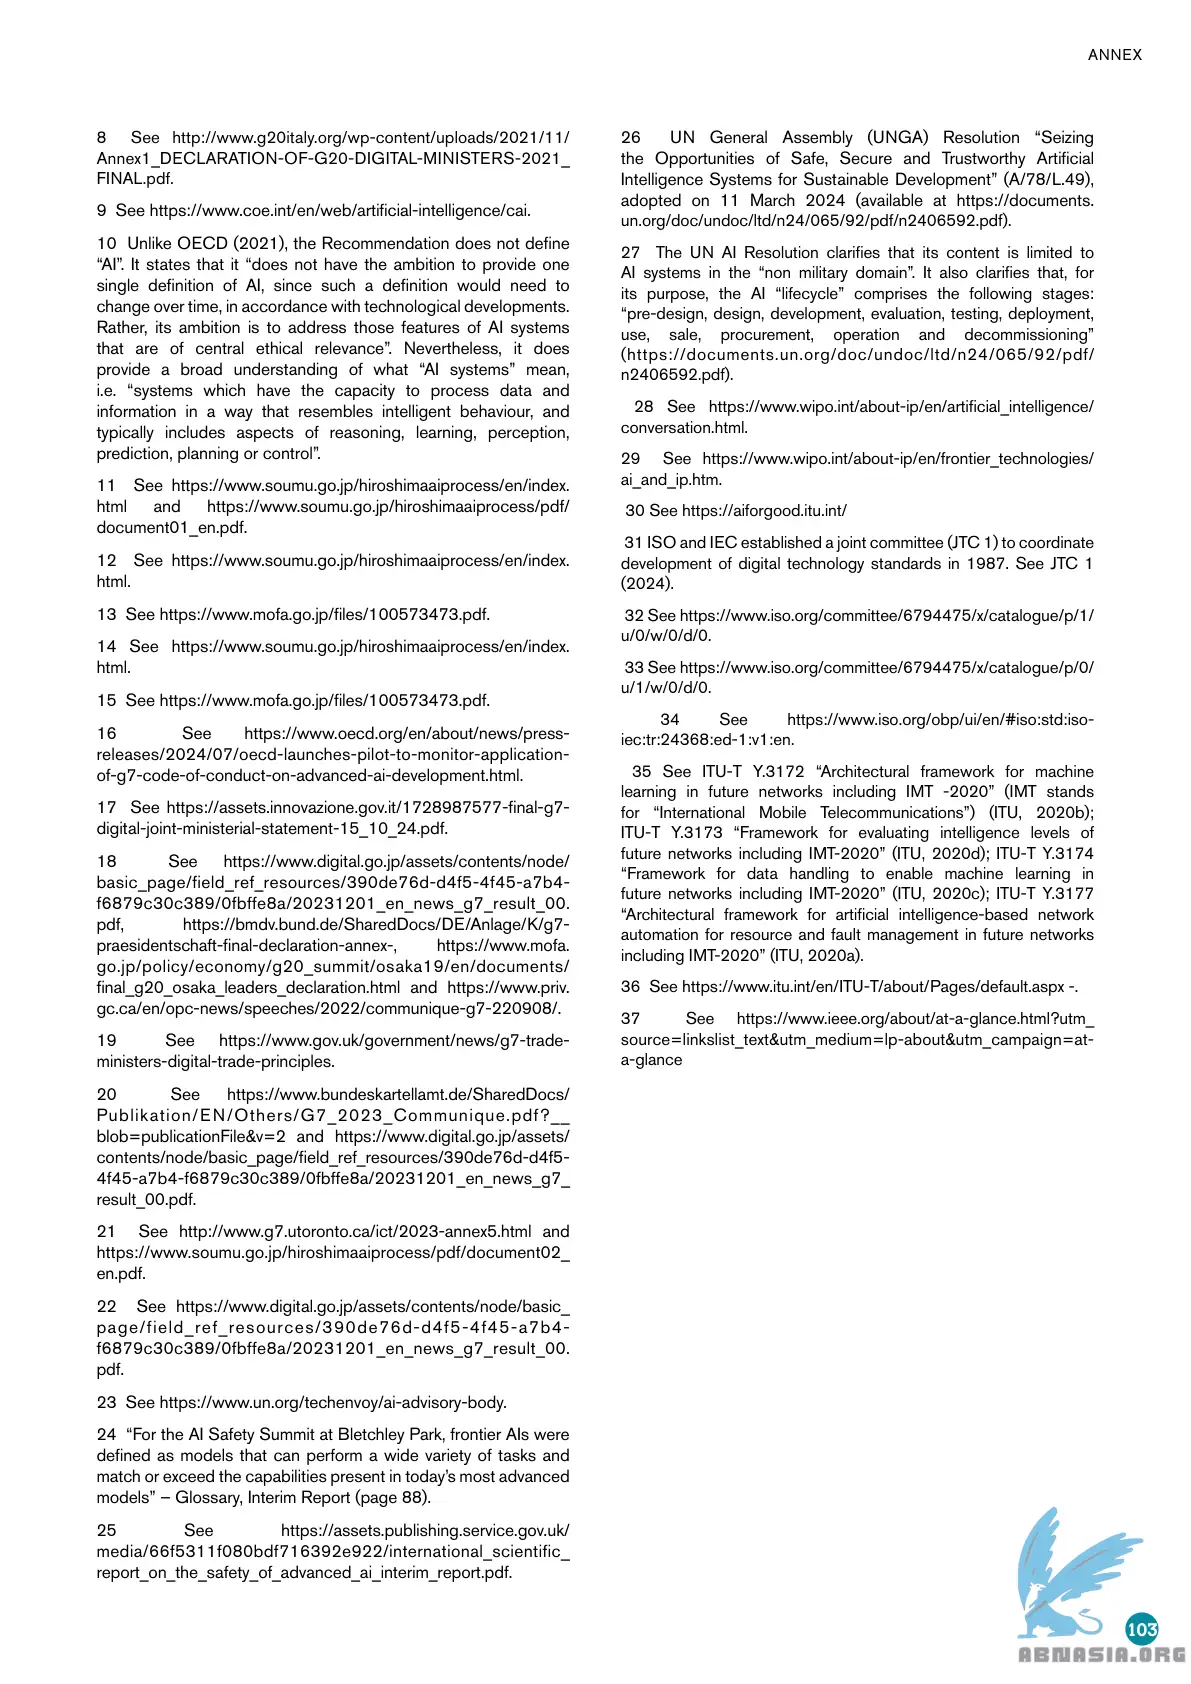 ANNEX
8 See http://www.g20italy.org/wp-content/uploads/2021/11/
Annex1_DECLARATION-OF-G20-DIGITAL-MINISTERS-2021_
FINAL.pdf.
9 See https://www.coe.int/en/web/artificial-intelligence/cai.
10 Unlike OECD (2021), the Recommendation does not define
“AI”. It states that it “does not have the ambition to provide one
single definition of AI, since such a definition would need to
change over time, in accordance with technological developments.
Rather, its ambition is to address those features of AI systems
that are of central ethical relevance”. Nevertheless, it does
provide a broad understanding of what “AI systems” mean,
i.e. “systems which have the capacity to process data and
information in a way that resembles intelligent behaviour, and
typically includes aspects of reasoning, learning, perception,
prediction, planning or control”.
11 See https://www.soumu.go.jp/hiroshimaaiprocess/en/index.
html and https://www.soumu.go.jp/hiroshimaaiprocess/pdf/
document01_en.pdf.
12 See https://www.soumu.go.jp/hiroshimaaiprocess/en/index.
html.
13 See https://www.mofa.go.jp/files/100573473.pdf.
14 See https://www.soumu.go.jp/hiroshimaaiprocess/en/index.
html.
15 See https://www.mofa.go.jp/files/100573473.pdf.
16 See https://www.oecd.org/en/about/news/press-
releases/2024/07/oecd-launches-pilot-to-monitor-application-
of-g7-code-of-conduct-on-advanced-ai-development.html.
17 See https://assets.innovazione.gov.it/1728987577-final-g7-
digital-joint-ministerial-statement-15_10_24.pdf.
18 See https://www.digital.go.jp/assets/contents/node/
basic_page/field_ref_resources/390de76d-d4f5-4f45-a7b4-
f6879c30c389/0fbffe8a/20231201_en_news_g7_result_00.
pdf, https://bmdv.bund.de/SharedDocs/DE/Anlage/K/g7-
praesidentschaft-final-declaration-annex-, https://www.mofa.
go.jp/policy/economy/g20_summit/osaka19/en/documents/
final_g20_osaka_leaders_declaration.html and https://www.priv.
gc.ca/en/opc-news/speeches/2022/communique-g7-220908/.
19 See https://www.gov.uk/government/news/g7-trade-
ministers-digital-trade-principles.
20 See https://www.bundeskartellamt.de/SharedDocs/
Publikation/EN/Others/G7_2023_Communique.pdf?__
blob=publicationFile&v=2 and https://www.digital.go.jp/assets/
contents/node/basic_page/field_ref_resources/390de76d-d4f5-
4f45-a7b4-f6879c30c389/0fbffe8a/20231201_en_news_g7_
result_00.pdf.
21 See http://www.g7.utoronto.ca/ict/2023-annex5.html and
https://www.soumu.go.jp/hiroshimaaiprocess/pdf/document02_
en.pdf.
22 See https://www.digital.go.jp/assets/contents/node/basic_
page/field_ref_resources/390de76d-d4f5-4f45-a7b4-
f6879c30c389/0fbffe8a/20231201_en_news_g7_result_00.
pdf.
23 See https://www.un.org/techenvoy/ai-advisory-body.
24 “For the AI Safety Summit at Bletchley Park, frontier AIs were
defined as models that can perform a wide variety of tasks and
match or exceed the capabilities present in today’s most advanced
models” – Glossary, Interim Report (page 88).
25 See https://assets.publishing.service.gov.uk/
media/66f5311f080bdf716392e922/international_scientific_
report_on_the_safety_of_advanced_ai_interim_report.pdf.
26 UN General Assembly (UNGA) Resolution “Seizing
the Opportunities of Safe, Secure and Trustworthy Artificial
Intelligence Systems for Sustainable Development” (A/78/L.49),
adopted on 11 March 2024 (available at https://documents.
un.org/doc/undoc/ltd/n24/065/92/pdf/n2406592.pdf).
27 The UN AI Resolution clarifies that its content is limited to
AI systems in the “non military domain”. It also clarifies that, for
its purpose, the AI “lifecycle” comprises the following stages:
“pre-design, design, development, evaluation, testing, deployment,
use, sale, procurement, operation and decommissioning”
(https://documents.un.org/doc/undoc/ltd/n24/065/92/pdf/
n2406592.pdf).
28 See https://www.wipo.int/about-ip/en/artificial_intelligence/
conversation.html.
29 See https://www.wipo.int/about-ip/en/frontier_technologies/
ai_and_ip.htm.
30 See https://aiforgood.itu.int/
31 ISO and IEC established a joint committee (JTC 1) to coordinate
development of digital technology standards in 1987. See JTC 1
(2024).
32 See https://www.iso.org/committee/6794475/x/catalogue/p/1/
u/0/w/0/d/0.
33 See https://www.iso.org/committee/6794475/x/catalogue/p/0/
u/1/w/0/d/0.
34 See https://www.iso.org/obp/ui/en/#iso:std:iso-
iec:tr:24368:ed-1:v1:en.
35 See ITU-T Y.3172 “Architectural framework for machine
learning in future networks including IMT -2020” (IMT stands
for “International Mobile Telecommunications”) (ITU, 2020b);
ITU-T Y.3173 “Framework for evaluating intelligence levels of
future networks including IMT-2020” (ITU, 2020d); ITU-T Y.3174
“Framework for data handling to enable machine learning in
future networks including IMT-2020” (ITU, 2020c); ITU-T Y.3177
“Architectural framework for artificial intelligence-based network
automation for resource and fault management in future networks
including IMT-2020” (ITU, 2020a).
36 See https://www.itu.int/en/ITU-T/about/Pages/default.aspx -.
37 See https://www.ieee.org/about/at-a-glance.html?utm_
source=linkslist_text&utm_medium=lp-about&utm_campaign=at-
a-glance
103
ABNASIA.ORG